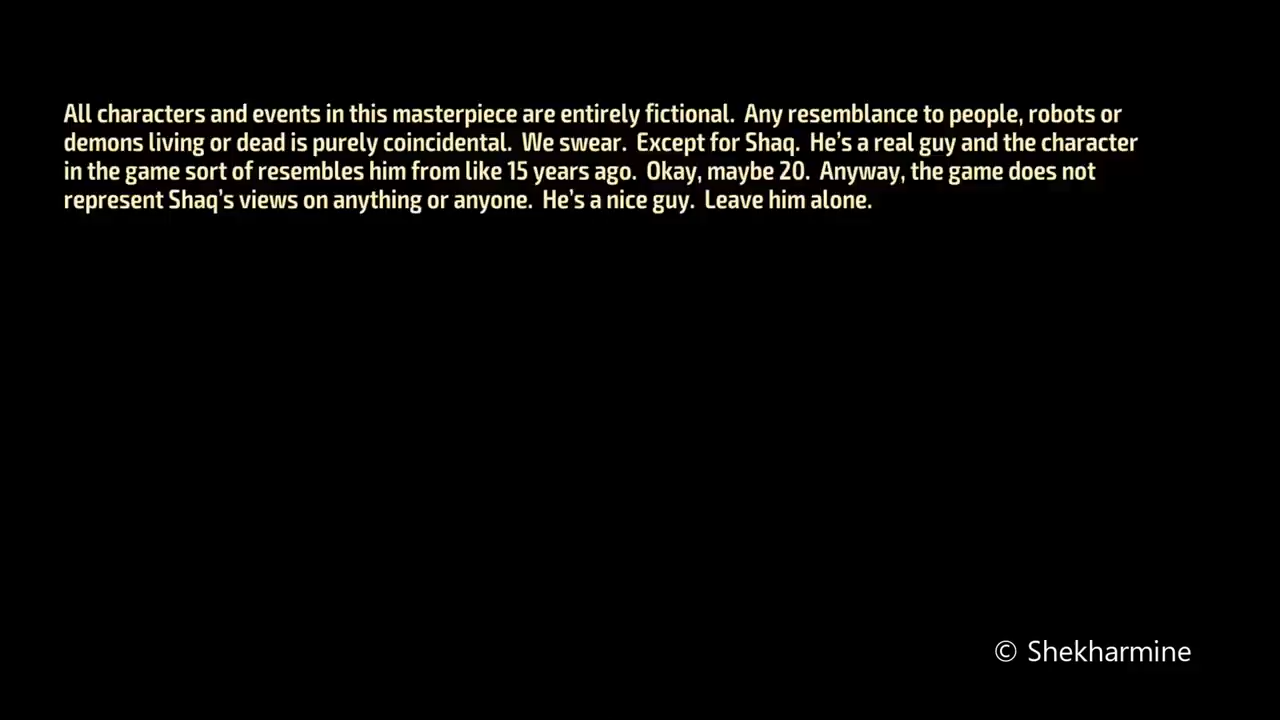 All characters and events in this masterpiece are entirely fictional.  Any resemblance to people, robots or
demons living or dead is purely coincidental.  We swear.  Except for Shaq.  He's a real guy and the character
in the game sort of resembles him from like 15 years ago.  Okay, maybe 20.  Anyway, the game does not
represent Shaq's views on anything or anyone.  He's a nice guy.  Leave him alone.
© Shekharmine